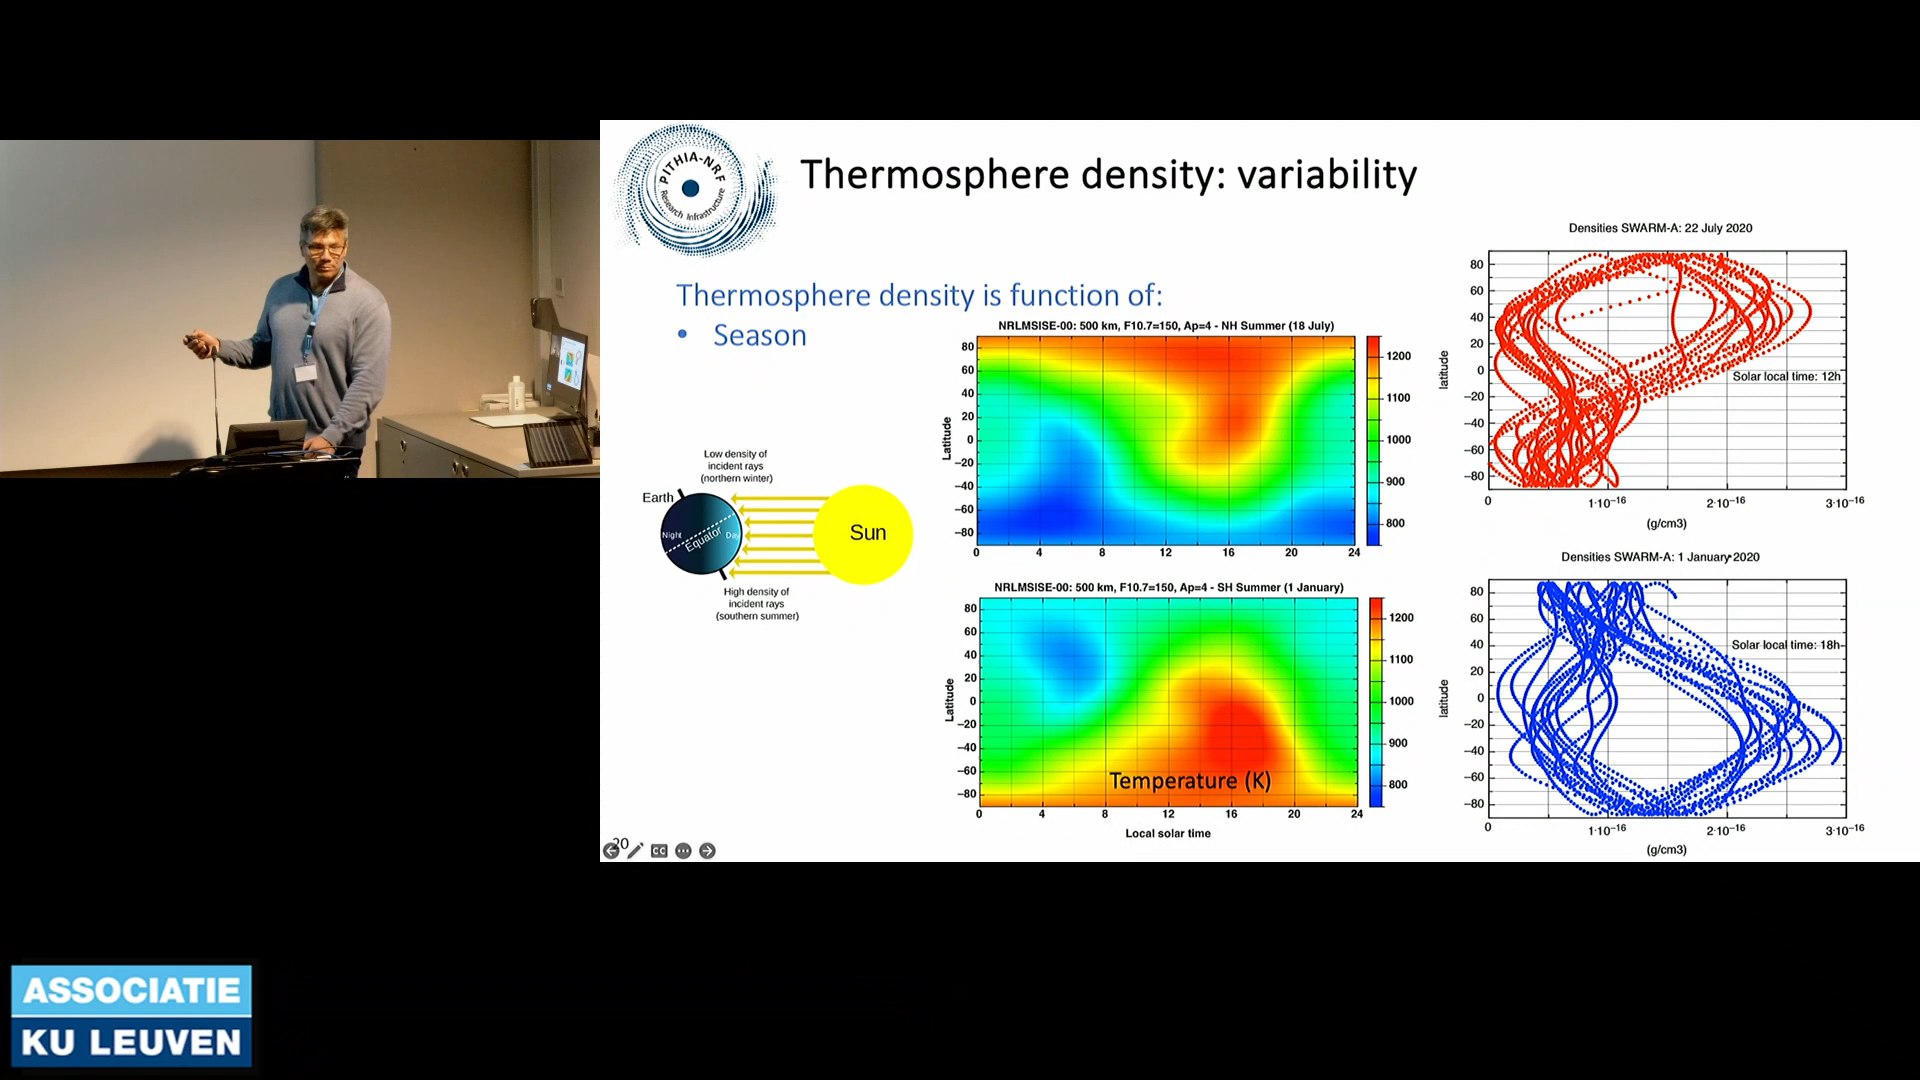 PITHIA-NRF
Research Infrastructure
Thermosphere density: variability
Thermosphere density is function of:
• Season
Low density of
incident rays
(northern winter)
Earth
Night
Equator
Day
Sun
High density of
incident rays
(southern summer)
NRLMSISE-00: 500 km, F10.7=150, Ap=4 - NH Summer (18 July)
Latitude
80
60
40
20
0
−20
−40
−60
−80
0 4 8 12 16 20 24
1200
1100
1000
900
800
NRLMSISE-00: 500 km, F10.7=150, Ap=4 - SH Summer (1 January)
Latitude
80
60
40
20
0
−20
−40
−60
−80
Temperature (K)
0 4 8 12 16 20 24
Local solar time
1200
1100
1000
900
800
Densities SWARM-A: 22 July 2020
latitude
80
60
40
20
0
−20
−40
−60
−80
Solar local time: 12h
0 1·10−16 2·10−16 3·10−16
(g/cm3)
Densities SWARM-A: 1 January 2020
latitude
80
60
40
20
0
−20
−40
−60
−80
Solar local time: 18h
0 1·10−16 2·10−16 3·10−16
(g/cm3)
20
CC
ASSOCIATIE
KU LEUVEN